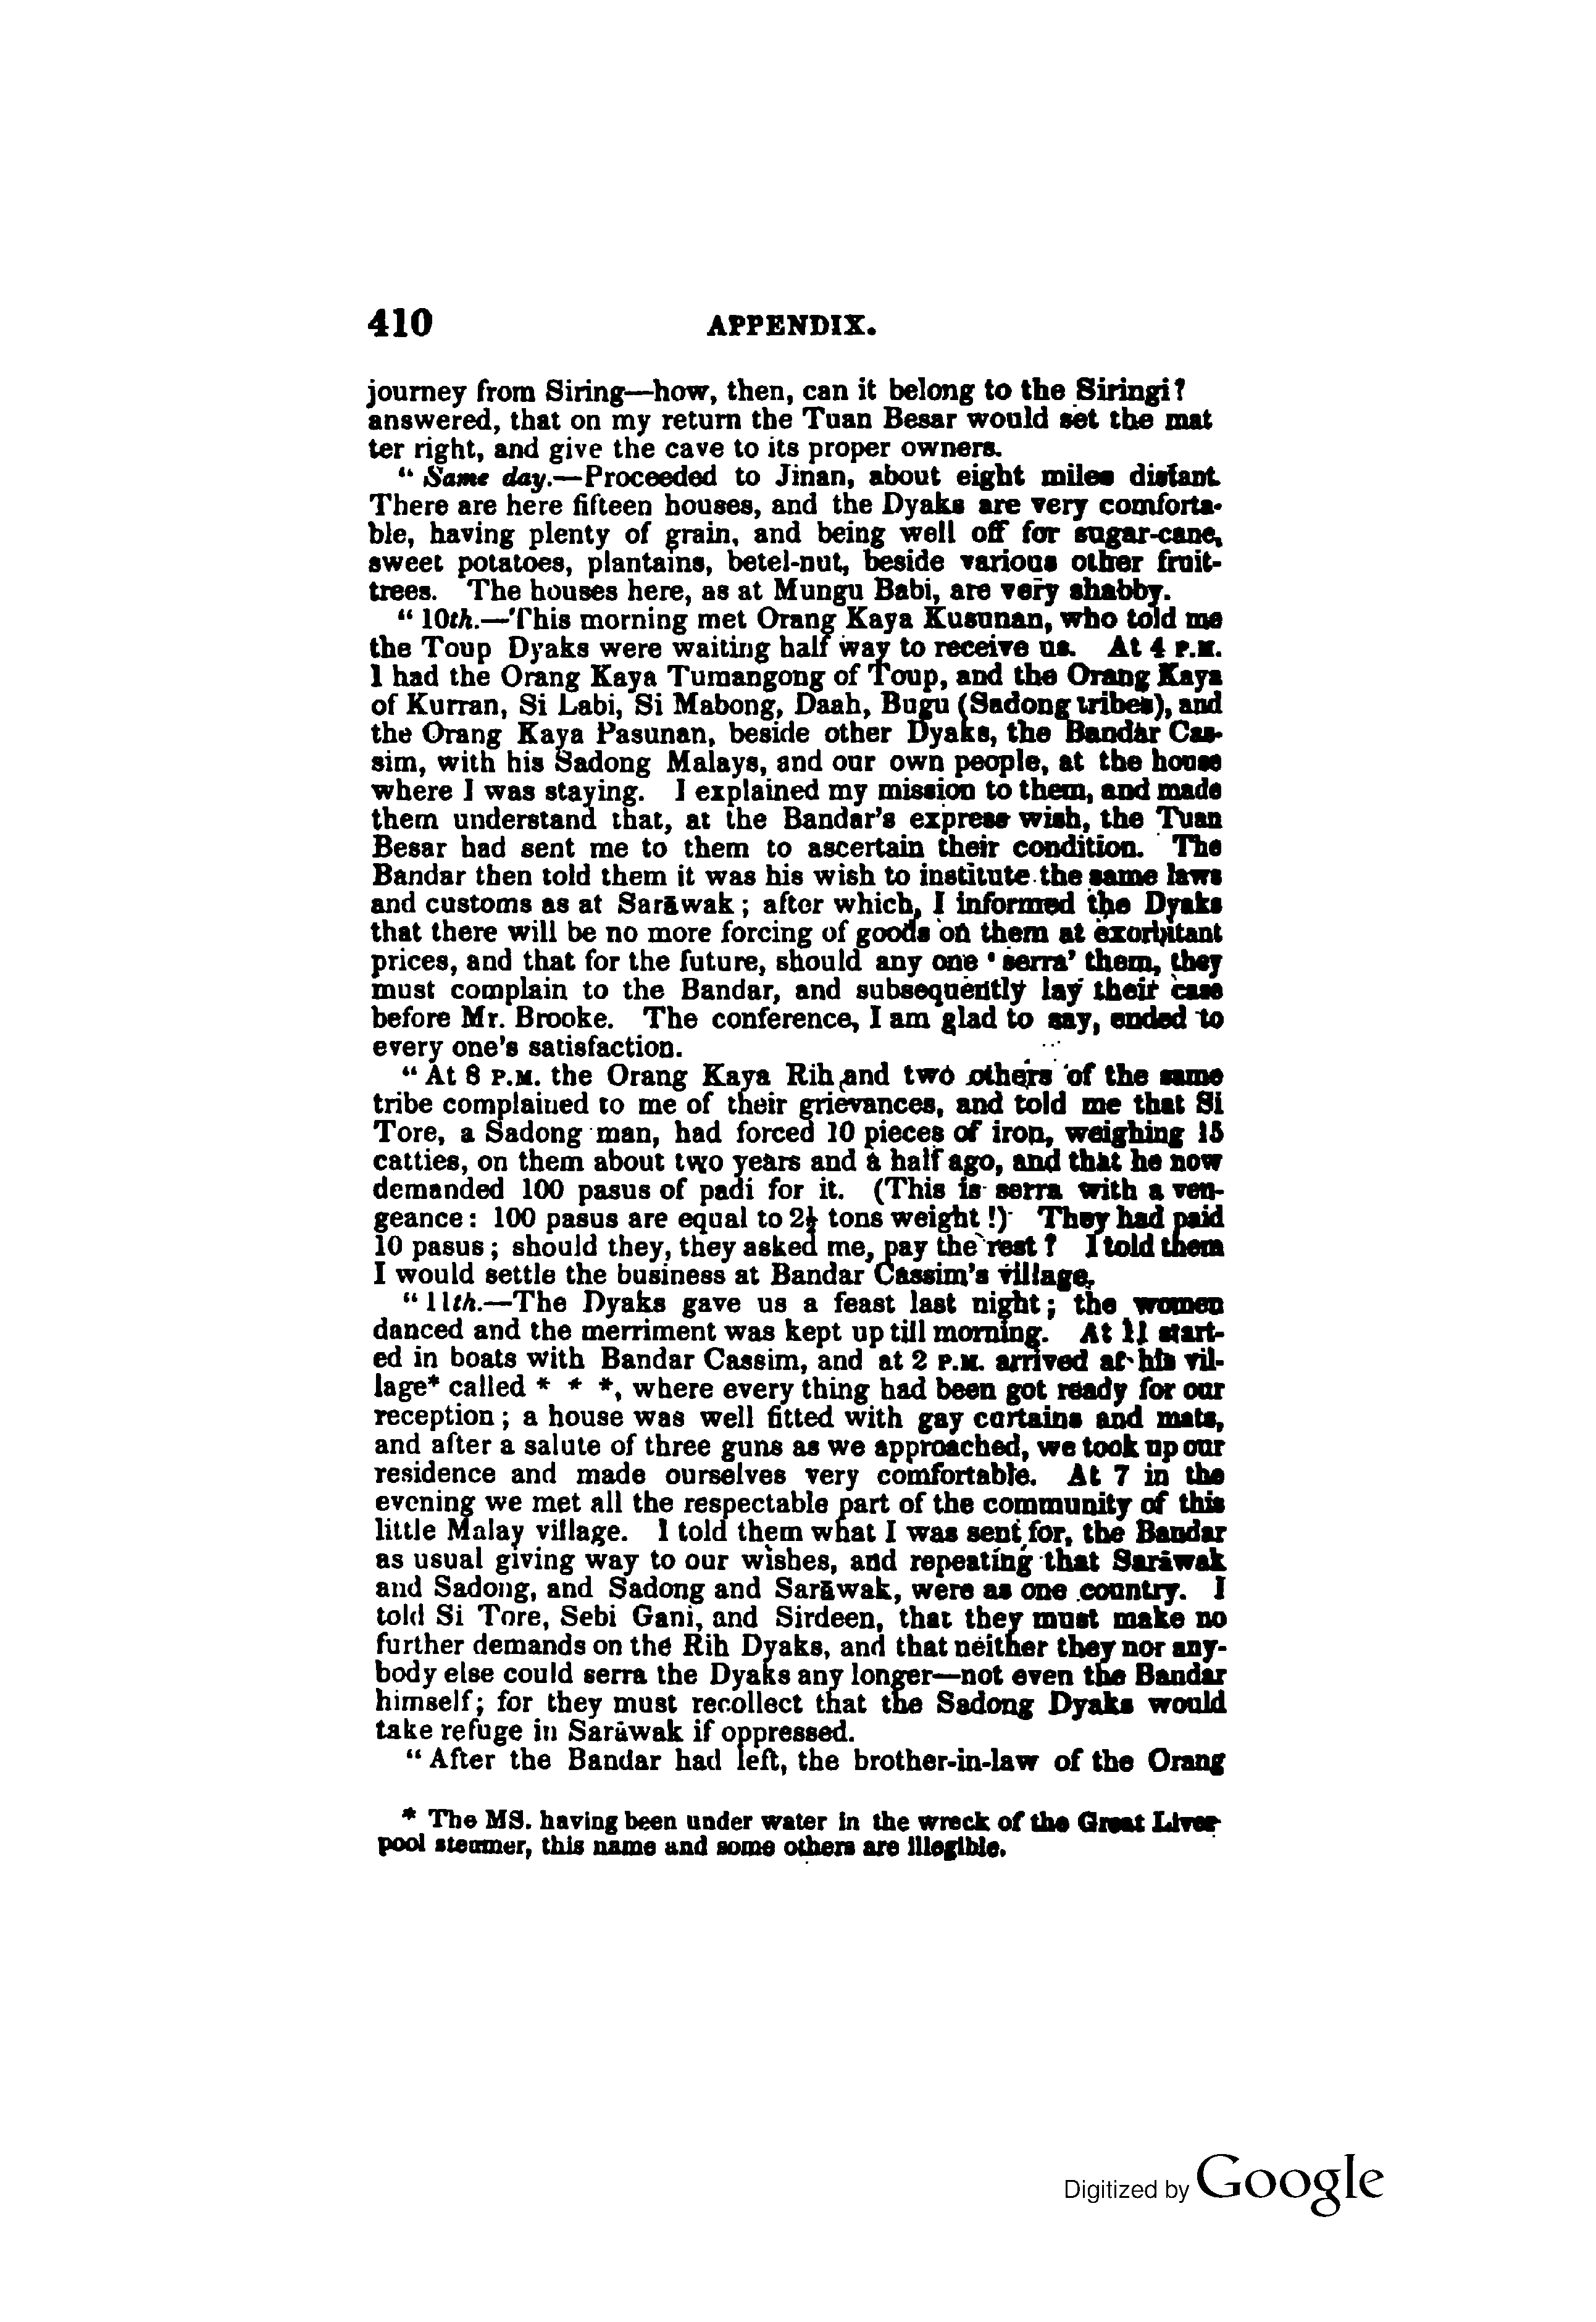 410 APPENDIX.
journey from Siring—how, then, can it belong to the Siringi?
answered, that on my return the Tuan Besar would set the mat
ter right, and give the cave to its proper owners.
“Same day.—Proceeded to Jinan, about eight miles distant.
There are here fifteen houses, and the Dyaks are very comforta-
ble, having plenty of grain, and being well off for sugar-cane,
sweet potatoes, plantains, betel-nut, beside various other fruit-
trees. The houses here, as at Mungu Babi, are very shabby.
“10th.—This morning met Orang Kaya Kusunan, who told me
the Toup Dyaks were waiting half way to receive us. At 4 P.M.
I had the Orang Kaya Tumangong of Toup, and the Orang Kaya
of Kurran, Si Labi, Si Mabong, Daah, Bugu (Sadong tribes), and
the Orang Kaya Pasunan, beside other Dyaks, the Bandar Cas-
sim, with his Sadong Malays, and our own people, at the house
where I was staying. I explained my mission to them, and made
them understand that, at the Bandar’s express wish, the Tuan
Besar had sent me to them to ascertain their condition. The
Bandar then told them it was his wish to institute the same laws
and customs as at Sarāwak; after which, I informed the Dyaks
that there will be no more forcing of goods on them at exorbitant
prices, and that for the future, should any one ‘serra’ them, they
must complain to the Bandar, and subsequently lay their case
before Mr. Brooke. The conference, I am glad to say, ended to
every one’s satisfaction.
“At 8 P.M. the Orang Kaya Rih and two others of the same
tribe complained to me of their grievances, and told me that Si
Tore, a Sadong man, had forced 10 pieces of iron, weighing 15
catties, on them about two years and a half ago, and that he now
demanded 100 pasus of padi for it. (This is serra with a ven-
geance: 100 pasus are equal to 2½ tons weight!) They had paid
10 pasus; should they, they asked me, pay the rest? I told them
I would settle the business at Bandar Cassim’s village.
“11th.—The Dyaks gave us a feast last night; the women
danced and the merriment was kept up till morning. At 11 start-
ed in boats with Bandar Cassim, and at 2 P.M. arrived at his vil-
lage* called * * *, where every thing had been got ready for our
reception; a house was well fitted with gay curtains and mats,
and after a salute of three guns as we approached, we took up our
residence and made ourselves very comfortable. At 7 in the
evening we met all the respectable part of the community of this
little Malay village. I told them what I was sent for, the Bandar
as usual giving way to our wishes, and repeating that Sarāwak
and Sadong, and Sadong and Sarāwak, were as one country. I
told Si Tore, Sebi Gani, and Sirdeen, that they must make no
further demands on the Rih Dyaks, and that neither they nor any-
body else could serra the Dyaks any longer—not even the Bandar
himself; for they must recollect that the Sadong Dyaks would
take refuge in Sarāwak if oppressed.
“After the Bandar had left, the brother-in-law of the Orang
* The MS. having been under water in the wreck of the Great Liver
pool steamer, this name and some others are illegible.
Digitized by Google